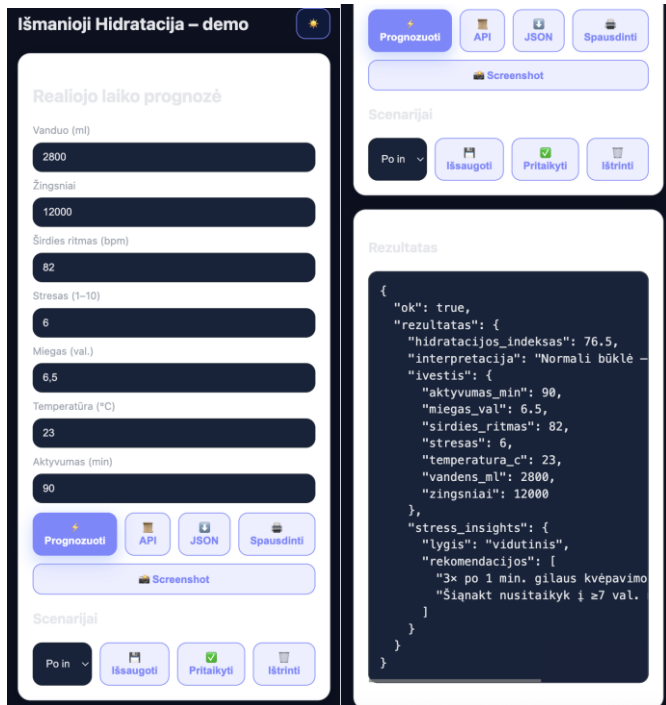 Išmanioji Hidratacija – demo
Realiojo laiko prognozė
Vanduo (ml)
2800
Žingsniai
12000
Širdies ritmas (bpm)
82
Stresas (1–10)
6
Miegas (val.)
6,5
Temperatūra (°C)
23
Aktyvumas (min)
90
Prognozuoti API JSON Spausdinti
Screenshot
Scenarijai
Po in Išsaugoti Pritaikyti Ištrinti
Prognozuoti API JSON Spausdinti
Screenshot
Scenarijai
Po in Išsaugoti Pritaikyti Ištrinti
Rezultatas
{
"ok": true,
"rezultatas": {
"hidratacijos_indeksas": 76.5,
"interpretacija": "Normali būklė –
"ivestis": {
"aktyvumas_min": 90,
"miegas_val": 6.5,
"sirdies_ritmas": 82,
"stresas": 6,
"temperatura_c": 23,
"vandens_ml": 2800,
"zingsniai": 12000
},
"stress_insights": {
"lygis": "vidutinis",
"rekomendacijos": [
"3× po 1 min. gilaus kvėpavimo
"Šiąnakt nusitaikyk į ≥7 val.
]
}
}
}